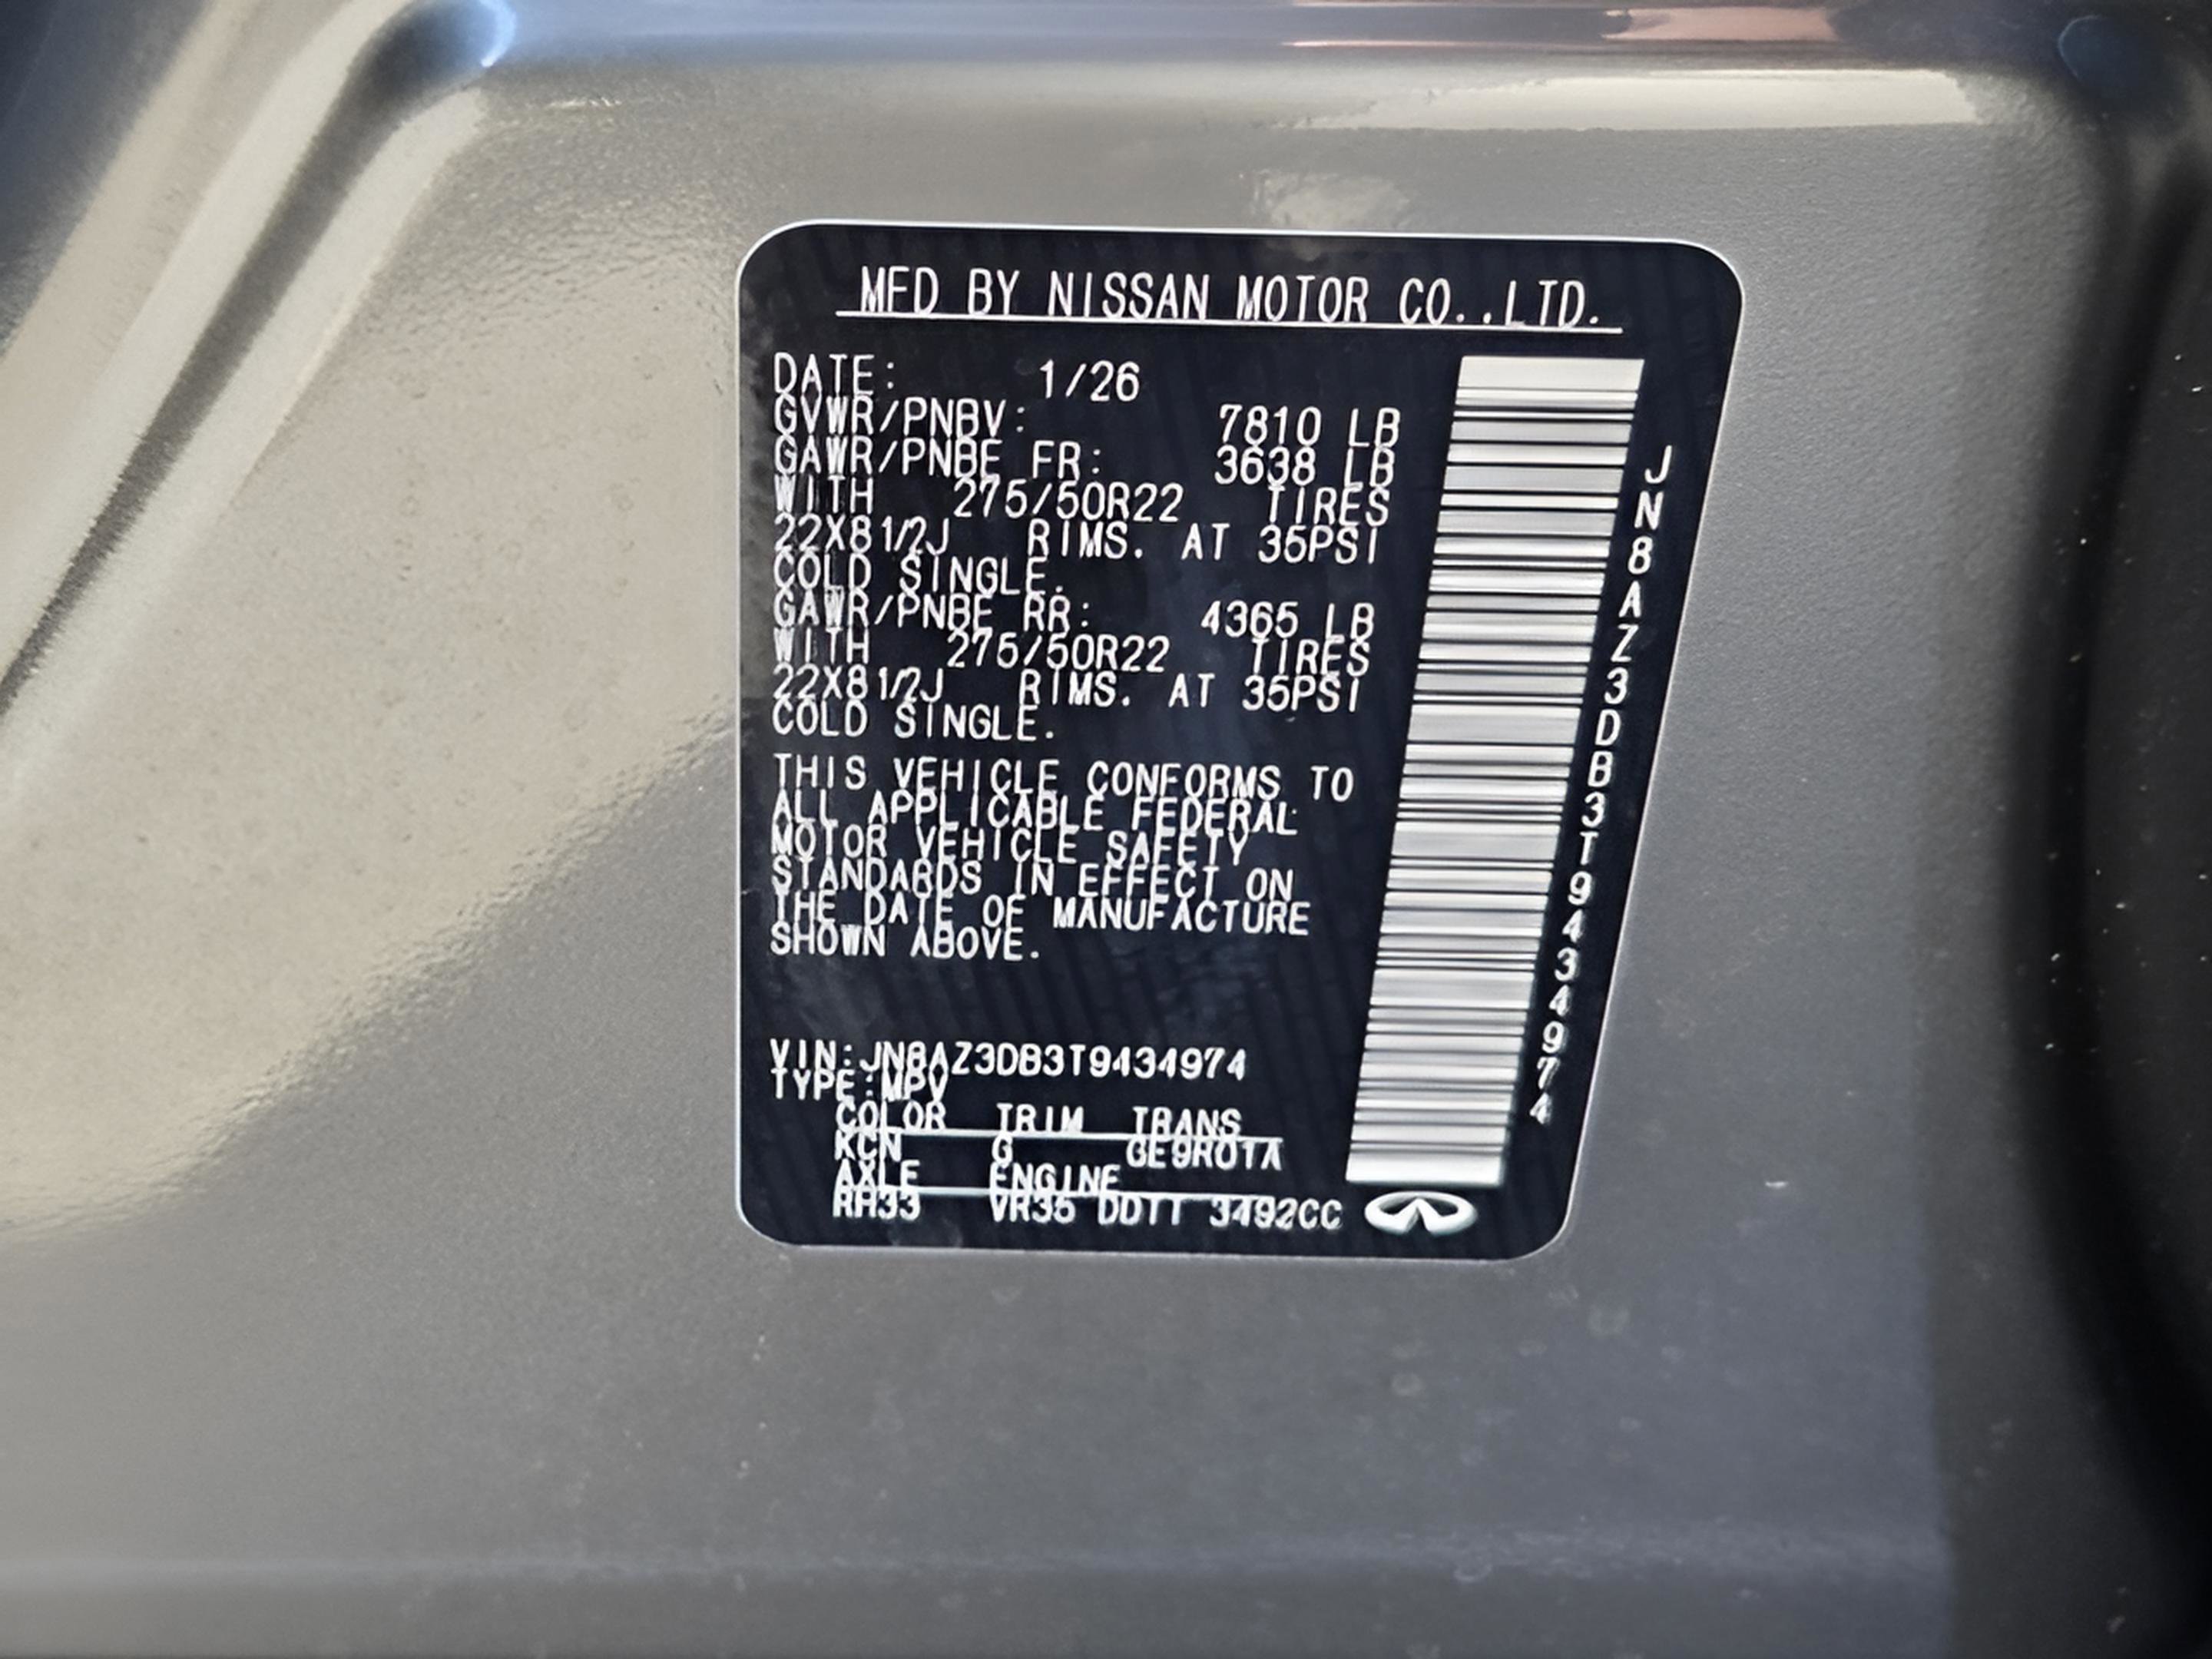 MFD BY NISSAN MOTOR CO.,LTD.
DATE: 1/26
GVWR/PNBV: 7810 LB
GAWR/PNBE FR: 3638 LB
WITH 275/50R22 TIRES
22X81/2J RIMS. AT 35PSI
COLD SINGLE.
GAWR/PNBE RR: 4365 LB
WITH 275/50R22 TIRES
22X81/2J RIMS. AT 35PSI
COLD SINGLE.
THIS VEHICLE CONFORMS TO
ALL APPLICABLE FEDERAL
MOTOR VEHICLE SAFETY
STANDARDS IN EFFECT ON
THE DATE OF MANUFACTURE
SHOWN ABOVE.
VIN:JN8AZ3DB3T9434974
TYPE:MPV
COLOR TRIM TRANS
KCN G GE9R01A
AXLE ENGINE
RH33 VR35 DDTT 3492CC
JN8AZ3DB3T9434974